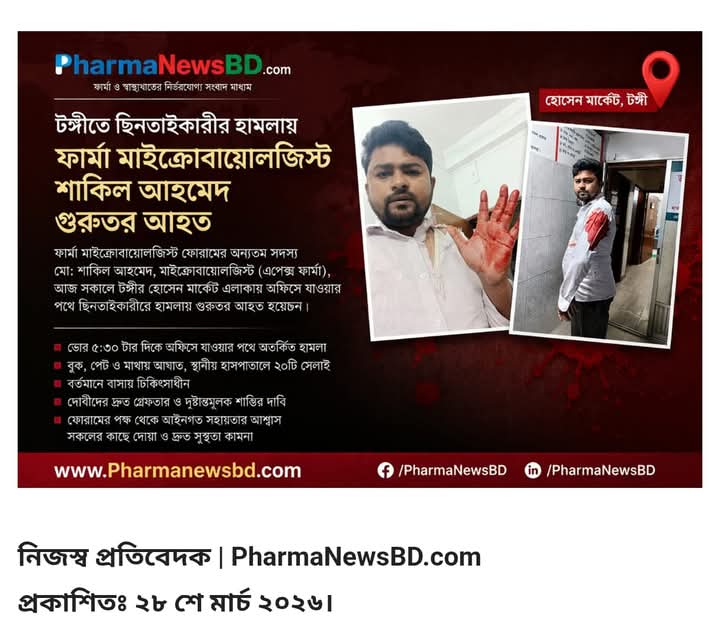 PharmaNewsBD.com
ফার্মা ও স্বাস্থ্যখাতের নির্ভরযোগ্য সংবাদ মাধ্যম
হোসেন মার্কেট, টঙ্গী
টঙ্গীতে ছিনতাইকারীর হামলায়
ফার্মা মাইক্রোবায়োলজিস্ট
শাকিল আহমেদ
গুরুতর আহত
ফার্মা মাইক্রোবায়োলজিস্ট ফোরামের অন্যতম সদস্য
মো: শাকিল আহমেদ, মাইক্রোবায়োলজিস্ট (এপেক্স ফার্মা),
আজ সকালে টঙ্গীর হোসেন মার্কেট এলাকায় অফিসে যাওয়ার
পথে ছিনতাইকারীরে হামলায় গুরুতর আহত হয়েছেন।
ভোর ৫:৩০ টার দিকে অফিসে যাওয়ার পথে অতর্কিত হামলা
বুক, পেট ও মাথায় আঘাত, স্থানীয় হাসপাতালে ২০টি সেলাই
বর্তমানে বাসায় চিকিৎসাধীন
দোষীদের দ্রুত গ্রেফতার ও দৃষ্টান্তমূলক শাস্তির দাবি
ফোরামের পক্ষ থেকে আইনগত সহায়তার আশ্বাস
সকলের কাছে দোয়া ও দ্রুত সুস্থতা কামনা
www.Pharmanewsbd.com
/PharmaNewsBD
/PharmaNewsBD
নিজস্ব প্রতিবেদক | PharmaNewsBD.com
প্রকাশিতঃ ২৮ শে মার্চ ২০২৬।